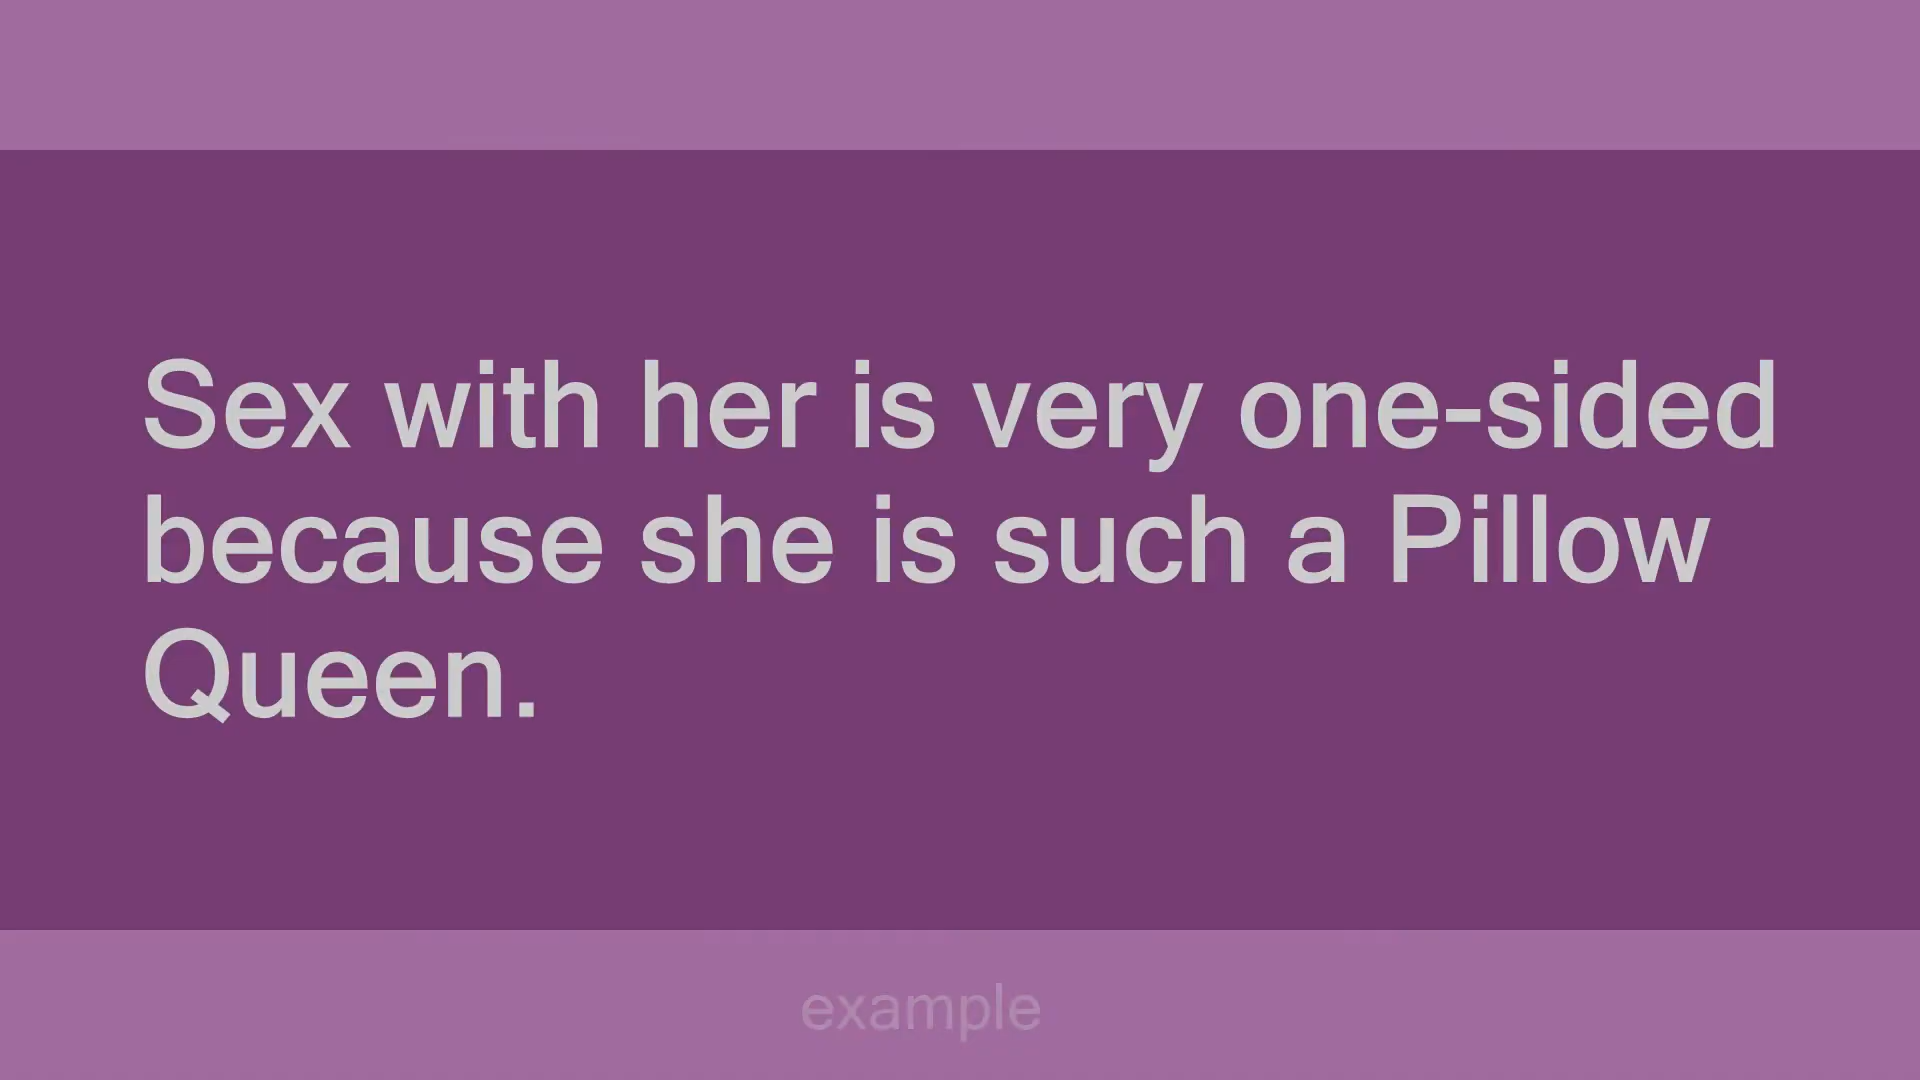 Sex with her is very one-sided
because she is such a Pillow
Queen.
example